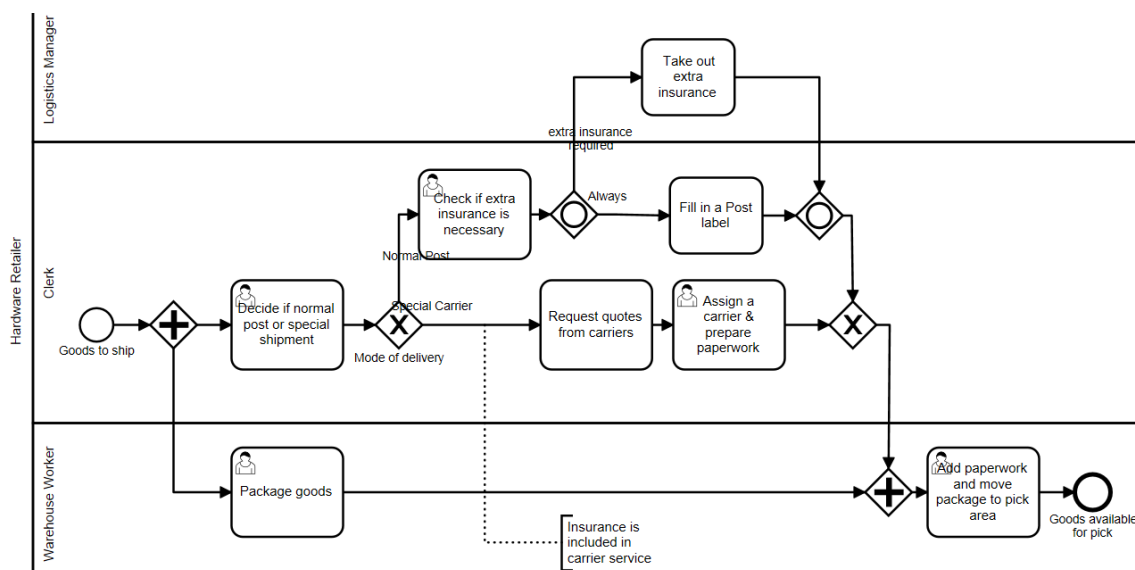 Hardware Retailer
Logistics Manager
Take out
extra
insurance
extra insurance
required
Clerk
Check if extra
insurance is
necessary
Always
Fill in a Post
label
Normal Post
Goods to ship
Decide if normal
post or special
shipment
Special Carrier
Mode of delivery
Request quotes
from carriers
Assign a
carrier &
prepare
paperwork
Warehouse Worker
Package goods
Add paperwork
and move
package to pick
area
Goods available
for pick
Insurance is
included in
carrier service